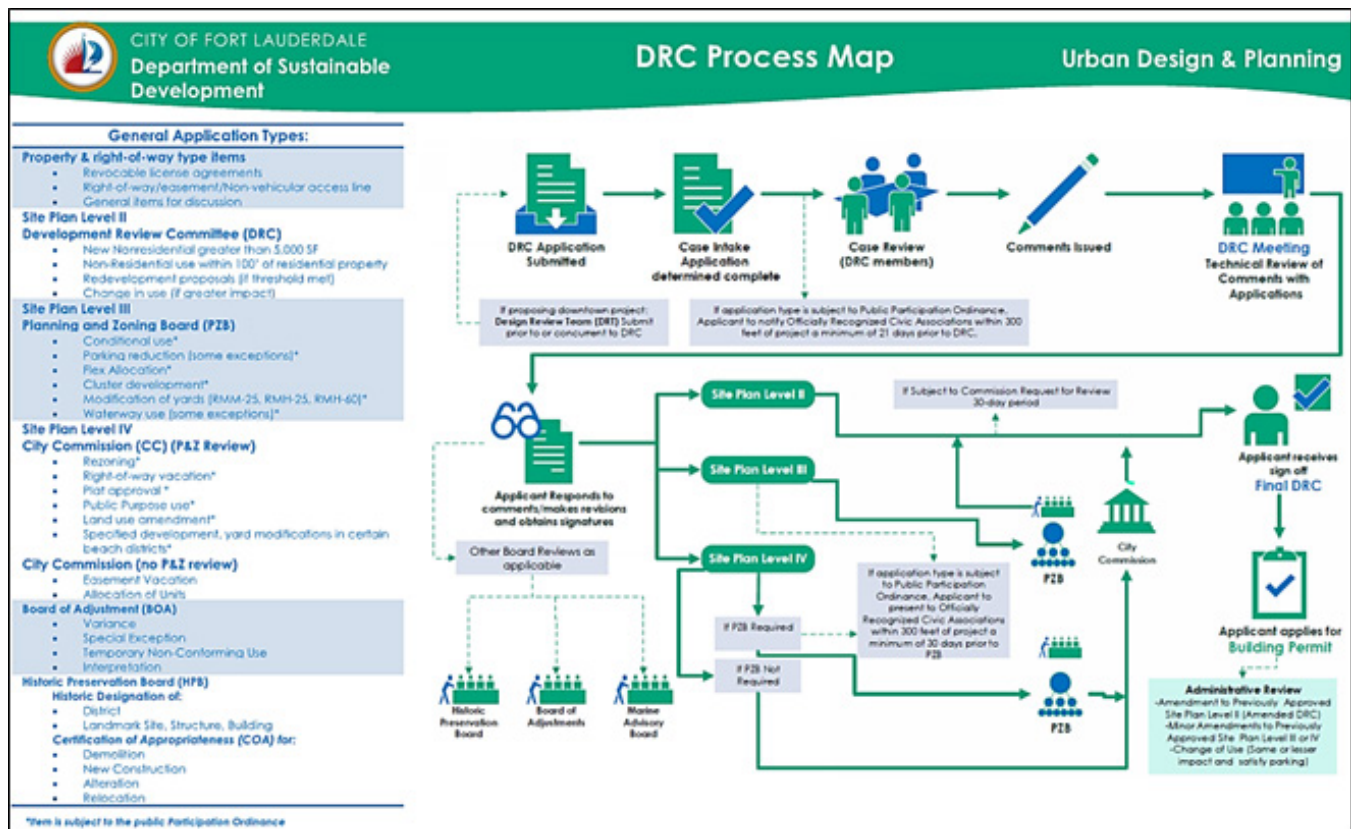 CITY OF FORT LAUDERDALE
Department of Sustainable
Development
DRC Process Map
Urban Design & Planning
General Application Types:
Property & right-of-way type items
• Revocable license agreements
• Right-of-way/easement/Non-vehicular access line
• General items for discussion
Site Plan Level II
Development Review Committee (DRC)
• New Nonresidential greater than 5,000 SF
• Non-Residential use within 100' of residential property
• Redevelopment proposals (if threshold met)
• Change in use (if greater impact)
Site Plan Level III
Planning and Zoning Board (PZB)
• Conditional use*
• Parking reduction (some exceptions)*
• Flex Allocation*
• Cluster development*
• Modification of yards (RMM-25, RMH-25, RMH-60)*
• Waterway use (some exceptions)*
Site Plan Level IV
City Commission (CC) (P&Z Review)
• Rezoning*
• Right-of-way vacation*
• Plat approval *
• Public Purpose use*
• Land use amendment*
• Specified development, yard modifications in certain
beach districts*
City Commission (no P&Z review)
• Easement Vacation
• Allocation of Units
Board of Adjustment (BOA)
• Variance
• Special Exception
• Temporary Non-Conforming Use
• Interpretation
Historic Preservation Board (HPB)
Historic Designation of:
• District
• Landmark Site, Structure, Building
Certification of Appropriateness (COA) for:
• Demolition
• New Construction
• Alteration
• Relocation
*Item is subject to the public Participation Ordinance
DRC Application
Submitted
Case Intake
Application
determined complete
Case Review
(DRC members)
Comments Issued
DRC Meeting
Technical Review of
Comments with
Applications
If proposing downtown project:
Design Review Team (DRT) Submit
prior to or concurrent to DRC
If application type is subject to Public Participation Ordinance,
Applicant to notify Officially Recognized Civic Associations within 300
feet of project a minimum of 21 days prior to DRC.
Applicant Responds to
comments/makes revisions
and obtains signatures
Site Plan Level II
Site Plan Level III
Site Plan Level IV
If Subject to Commission Request for Review
30-day period
Applicant receives
sign off
Final DRC
Other Board Reviews as
applicable
Historic
Preservation
Board
Board of
Adjustments
Marine
Advisory
Board
If PZB Required
If PZB Not
Required
If application type is subject
to Public Participation
Ordinance, Applicant to
present to Officially
Recognized Civic Associations
within 300 feet of project a
minimum of 30 days prior to
PZB
PZB
PZB
City
Commission
Applicant applies for
Building Permit
Administrative Review
-Amendment to Previously Approved
Site Plan Level II (Amended DRC)
-Minor Amendments to Previously
Approved Site Plan Level III or IV
-Change of Use (Same or lesser
impact and satisfy parking)